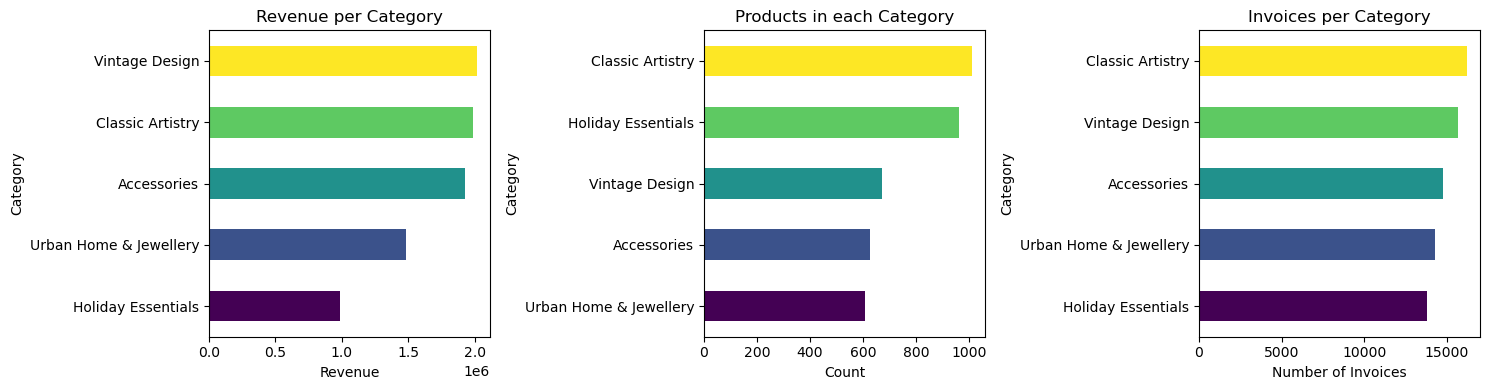 Revenue per Category
Category
Vintage Design
Classic Artistry
Accessories
Urban Home & Jewellery
Holiday Essentials
0.0 0.5 1.0 1.5 2.0
1e6
Revenue
Products in each Category
Category
Classic Artistry
Holiday Essentials
Vintage Design
Accessories
Urban Home & Jewellery
0 200 400 600 800 1000
Count
Invoices per Category
Category
Classic Artistry
Vintage Design
Accessories
Urban Home & Jewellery
Holiday Essentials
0 5000 10000 15000
Number of Invoices